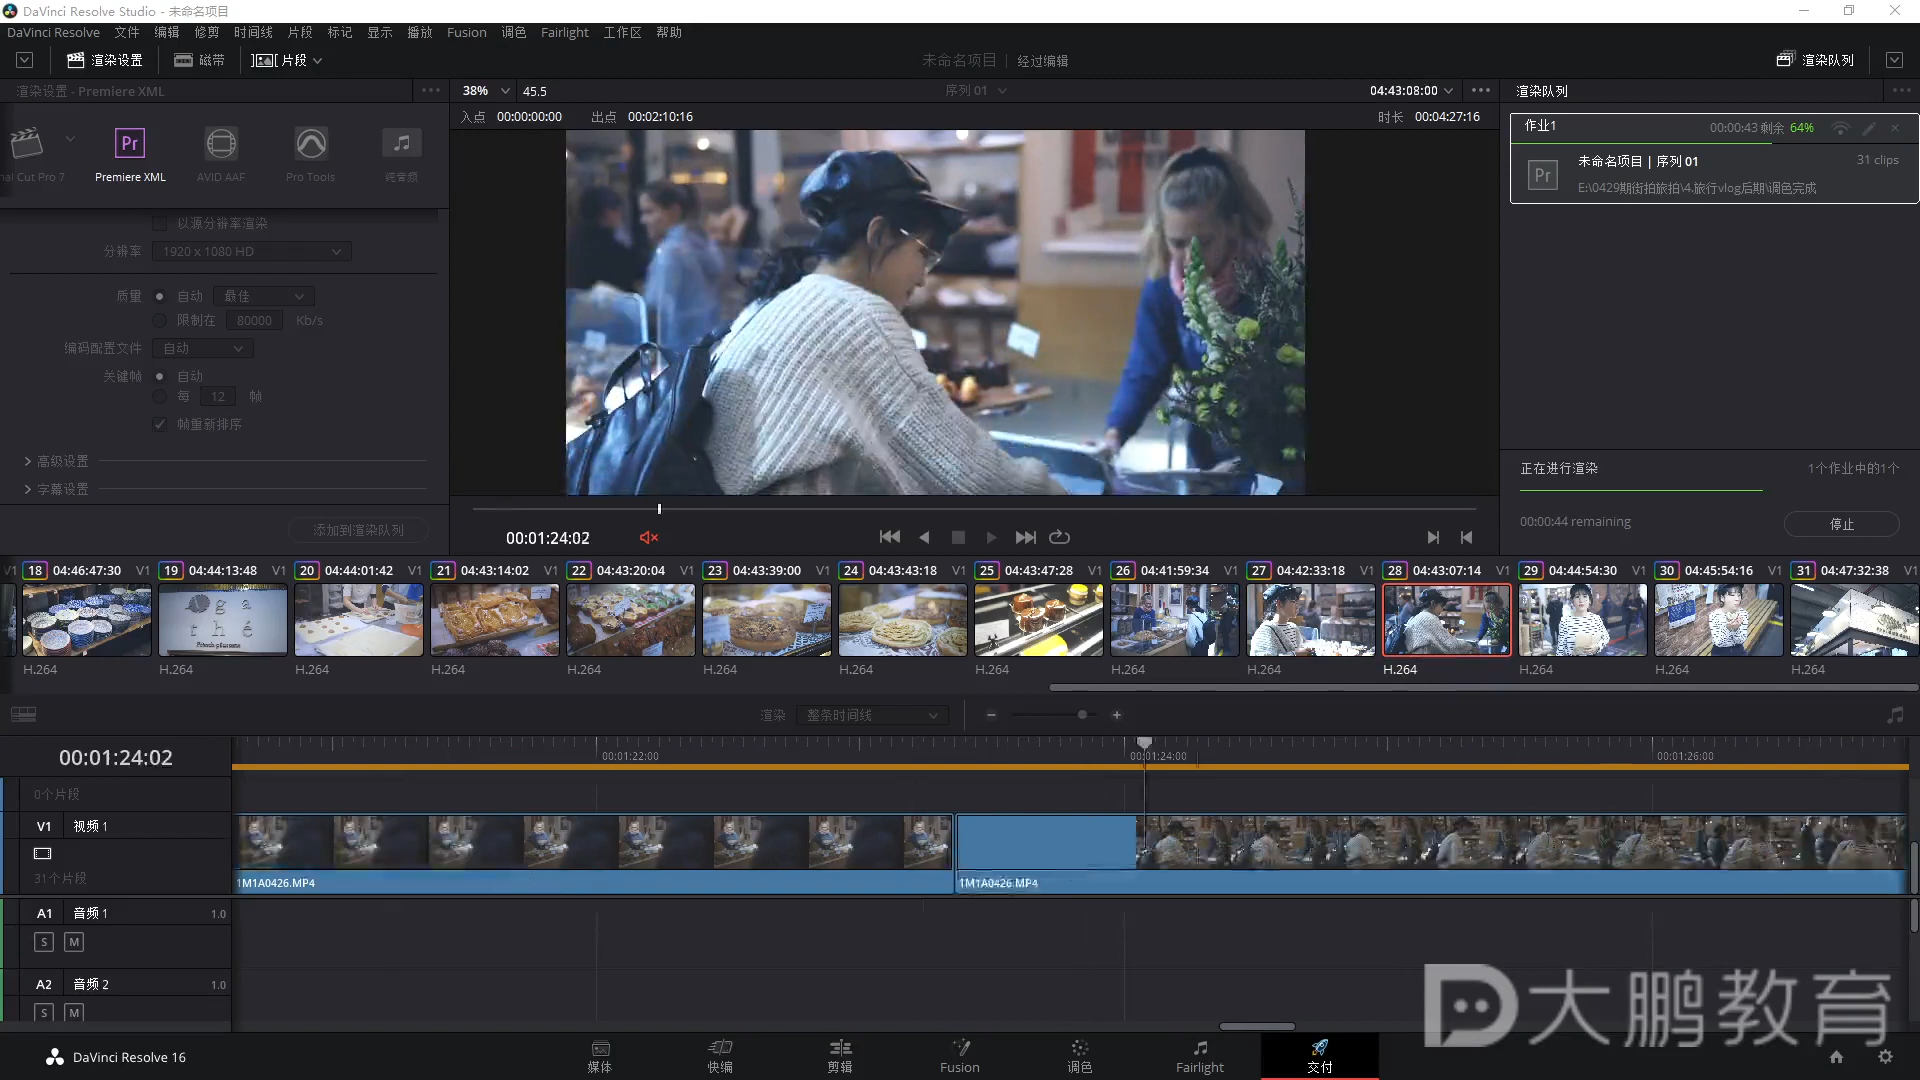 DaVinci Resolve Studio - 未命名项目
DaVinci Resolve 文件 编辑 修剪 时间线 片段 标记 显示 播放 Fusion 调色 Fairlight 工作区 帮助
渲染设置 磁带 片段 未命名项目 经过编辑 渲染队列
渲染设置 - Premiere XML
38% 45.5 序列 01 04:43:08:00
渲染队列
入点 00:00:00:00 出点 00:02:10:16 时长 00:04:27:16
作业1 00:00:43 剩余 64%
未命名项目 | 序列 01 31 clips
Pr
E:\0429期街拍旅拍\4.旅行vlog后期\调色完成
Pr
nal Cut Pro 7 Premiere XML AVID AAF Pro Tools 纯音频
以源分辨率渲染
分辨率 1920 x 1080 HD
质量 自动 最佳
限制在 80000 Kb/s
编码配置文件 自动
关键帧 自动
每 12 帧
帧重新排序
高级设置
字幕设置
添加到渲染队列
正在进行渲染 1个作业中的1个
00:00:44 remaining 停止
00:01:24:02
V1 18 04:46:47:30 V1 19 04:44:13:48 V1 20 04:44:01:42 V1 21 04:43:14:02 V1 22 04:43:20:04 V1 23 04:43:39:00 V1 24 04:43:43:18 V1 25 04:43:47:28 V1 26 04:41:59:34 V1 27 04:42:33:18 V1 28 04:43:07:14 V1 29 04:44:54:30 V1 30 04:45:54:16 V1 31 04:47:32:38 V1
g a
t h é
H.264 H.264 H.264 H.264 H.264 H.264 H.264 H.264 H.264 H.264 H.264 H.264 H.264 H.264
渲染 整条时间线
00:01:24:02
00:01:22:00 00:01:24:00 00:01:26:00
0个片段
V1 视频 1
31个片段
1M1A0426.MP4 1M1A0426.MP4
A1 音频 1 1.0
S M
A2 音频 2 1.0
S M
大鹏教育
DaVinci Resolve 16
媒体 快编 剪辑 Fusion 调色 Fairlight 交付